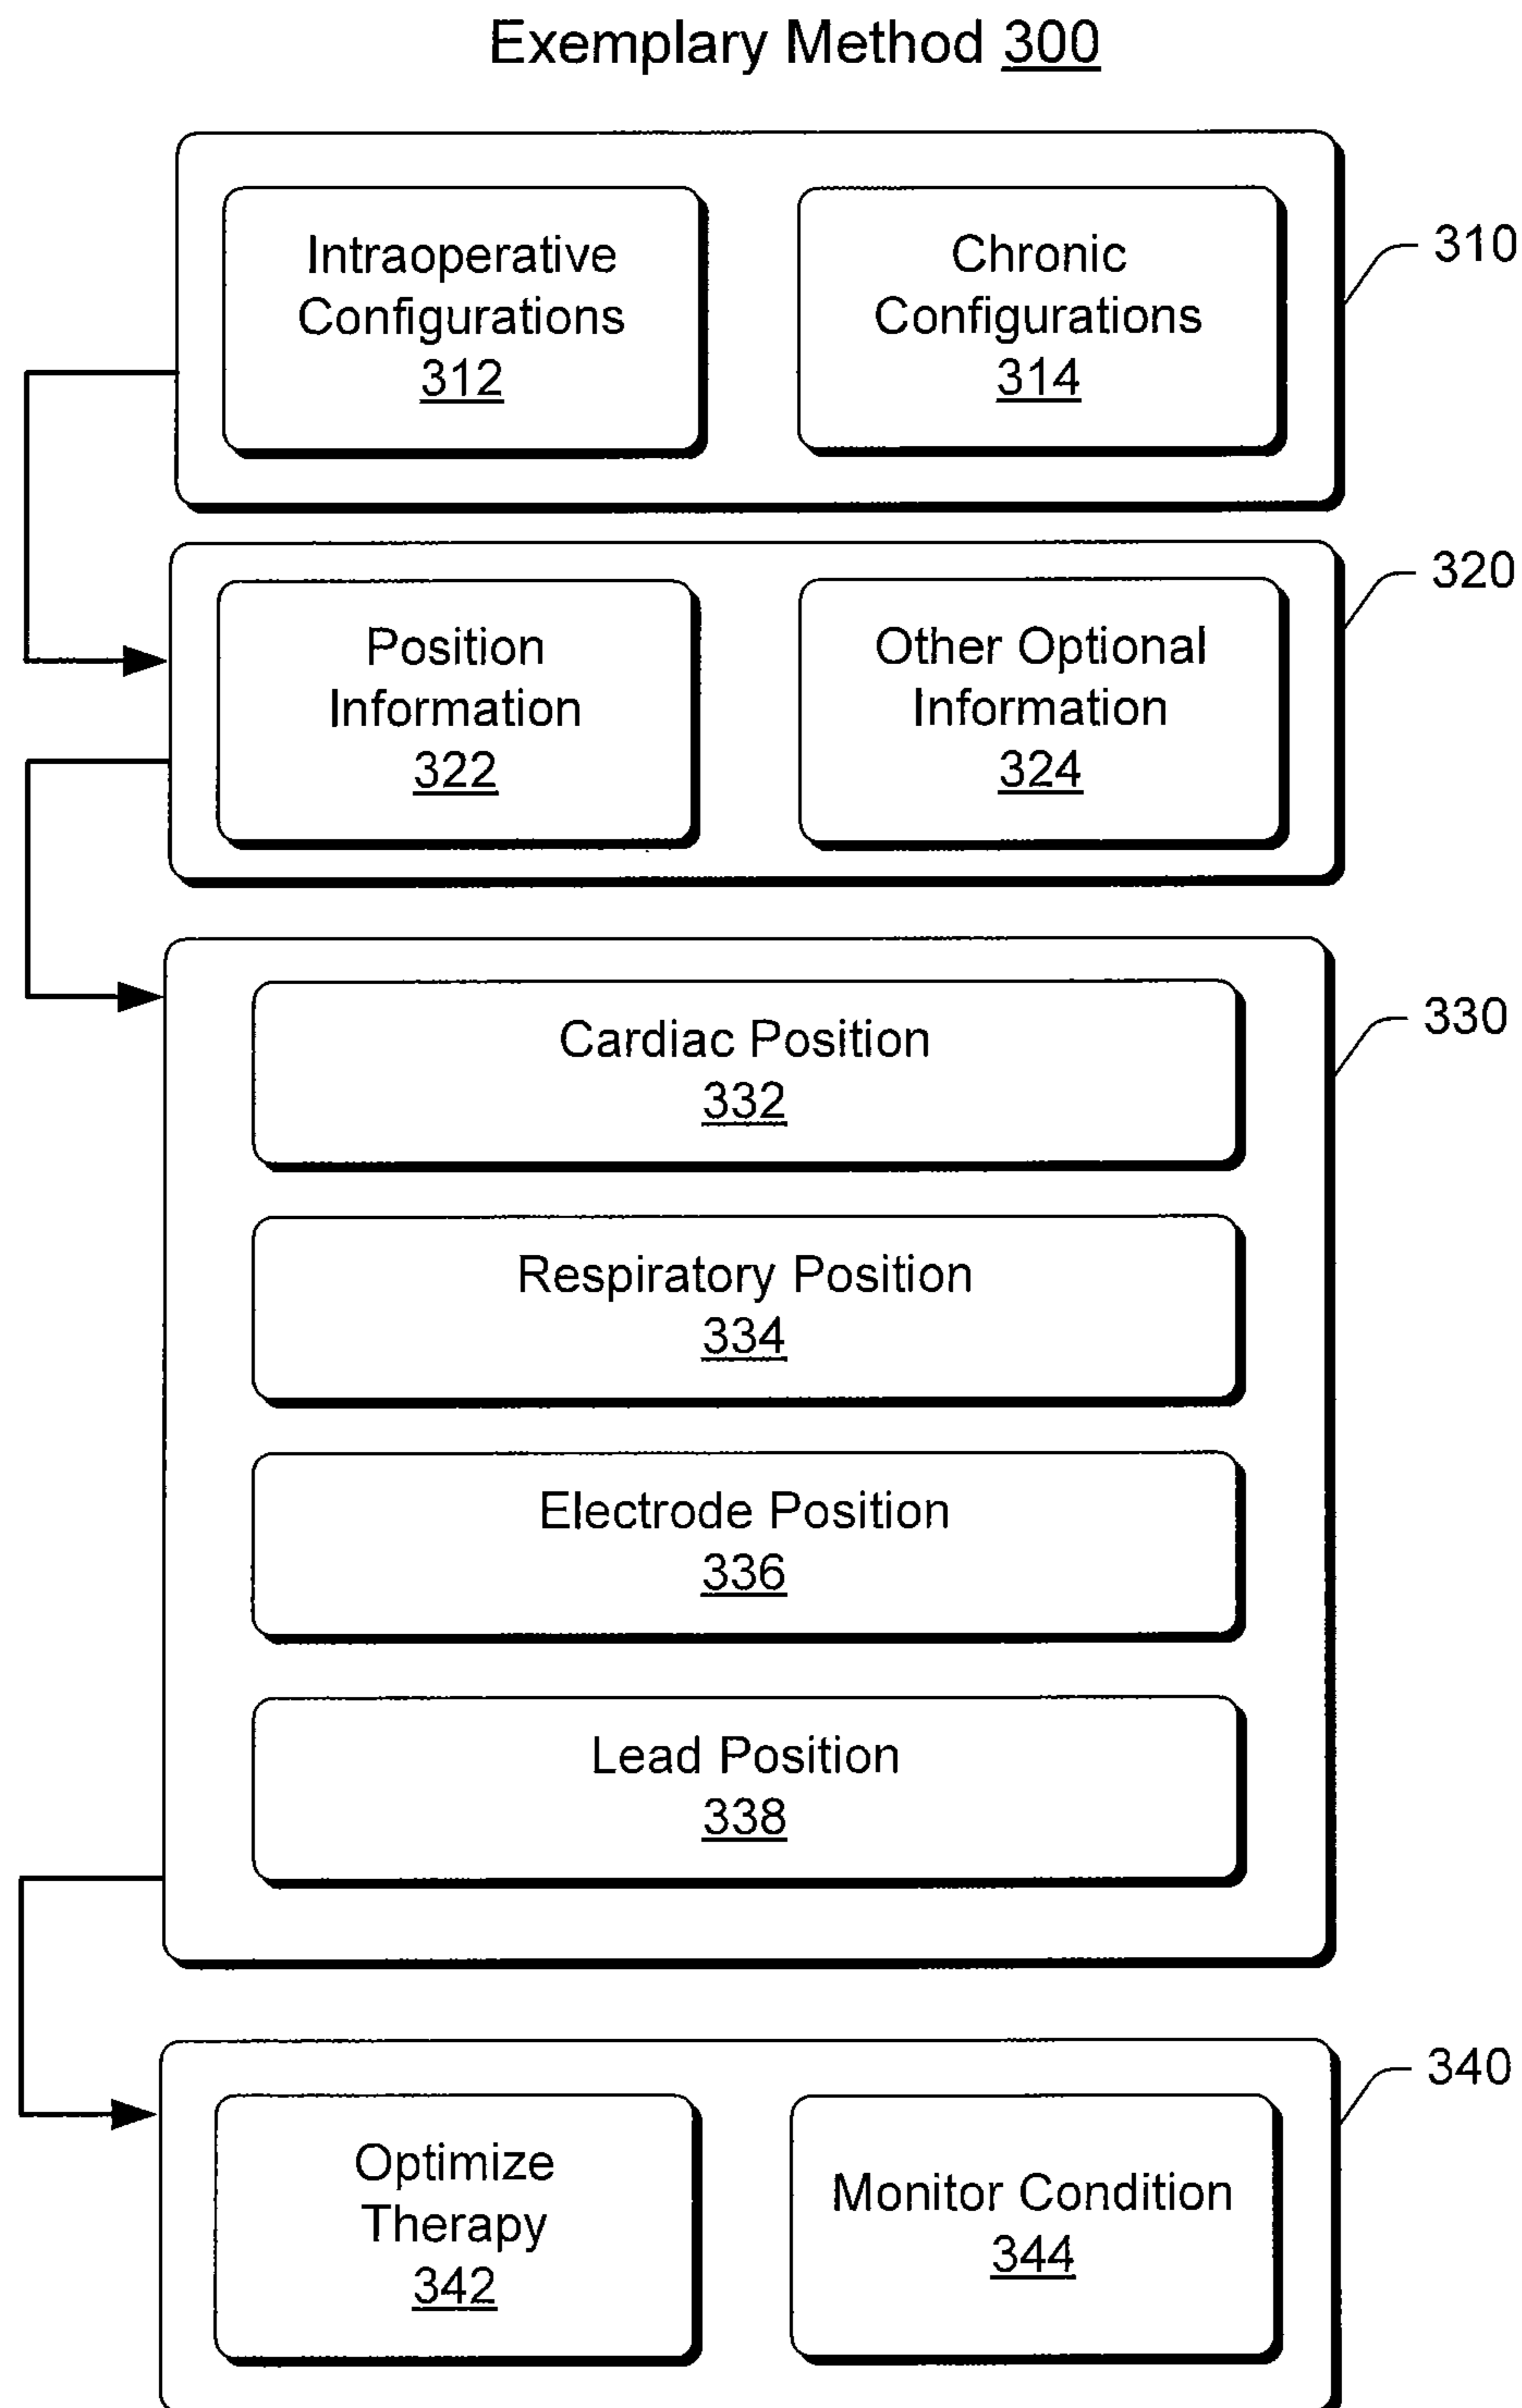 Exemplary Method 300
Intraoperative
Configurations
312
Chronic
Configurations
314
310
Position
Information
322
Other Optional
Information
324
320
Cardiac Position
332
330
Respiratory Position
334
Electrode Position
336
Lead Position
338
Optimize
Therapy
342
Monitor Condition
344
340